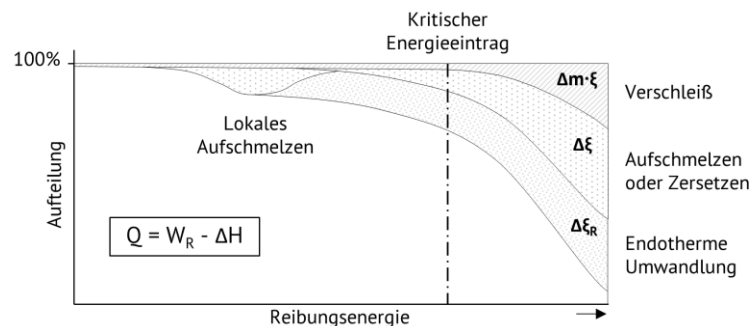 Kritischer
Energieeintrag
100%
Δm·ξ
Verschleiß
Lokales
Aufschmelzen
Δξ
Aufschmelzen
oder Zersetzen
Aufteilung
Q = W_R - ΔH
Δξ_R
Endotherme
Umwandlung
Reibungsenergie